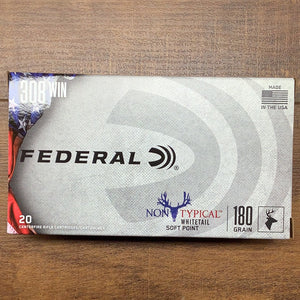 308 WIN
MADE
IN THE USA
FEDERAL®
NON TYPICAL
WHITETAIL
SOFT POINT
180
GRAIN
20
CENTERFIRE RIFLE CARTRIDGES